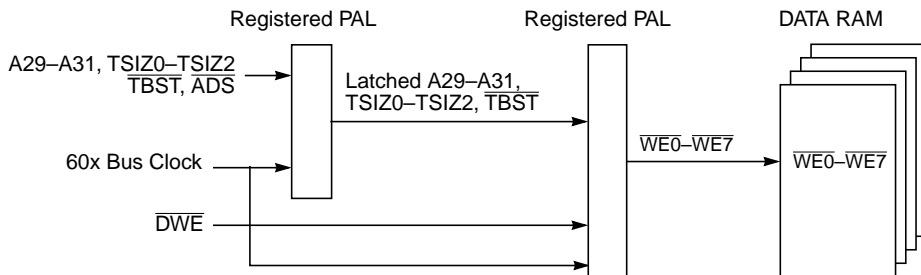 Registered PAL
Registered PAL
DATA RAM
A29–A31, TSIZ0–TSIZ2
TBST, ADS
Latched A29–A31,
TSIZ0–TSIZ2, TBST
WE0–WE7
WE0–WE7
60x Bus Clock
DWE